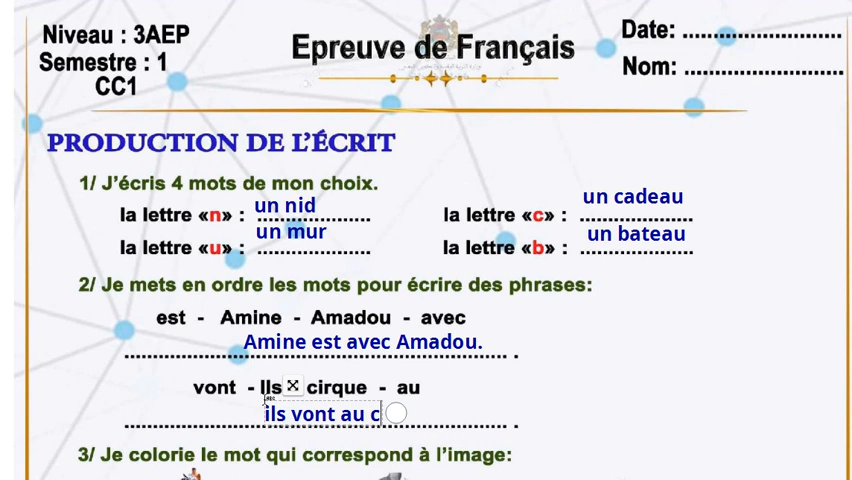 Niveau : 3AEP
Semestre : 1
CC1
Epreuve de Français
Date: ...........................
Nom: ...........................
PRODUCTION DE L'ÉCRIT
1/ J'écris 4 mots de mon choix.
la lettre «n» : un nid
la lettre «c» : un cadeau
la lettre «u» : un mur
la lettre «b» : un bateau
2/ Je mets en ordre les mots pour écrire des phrases:
est - Amine - Amadou - avec
Amine est avec Amadou.
vont - Ils cirque - au
ils vont au c
3/ Je colorie le mot qui correspond à l'image: